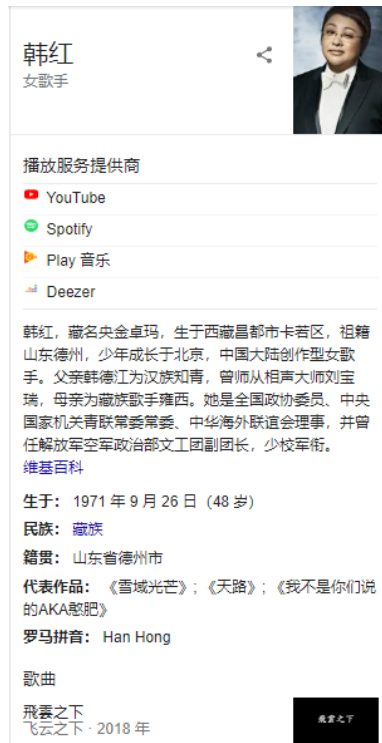 韩红
女歌手
播放服务提供商
YouTube
Spotify
Play 音乐
Deezer
韩红，藏名央金卓玛，生于西藏昌都市卡若区，祖籍
山东德州，少年成长于北京，中国大陆创作型女歌
手。父亲韩德江为汉族知青，曾师从相声大师刘宝
瑞，母亲为藏族歌手雍西。她是全国政协委员、中央
国家机关青联常委常委、中华海外联谊会理事，并曾
任解放军空军政治部文工团副团长，少校军衔。
维基百科
生于： 1971 年 9 月 26 日（48 岁）
民族： 藏族
籍贯： 山东省德州市
代表作品： 《雪域光芒》；《天路》；《我不是你们说
的AKA憨肥》
罗马拼音： Han Hong
歌曲
飛雲之下
飞云之下 · 2018 年
飛雲之下